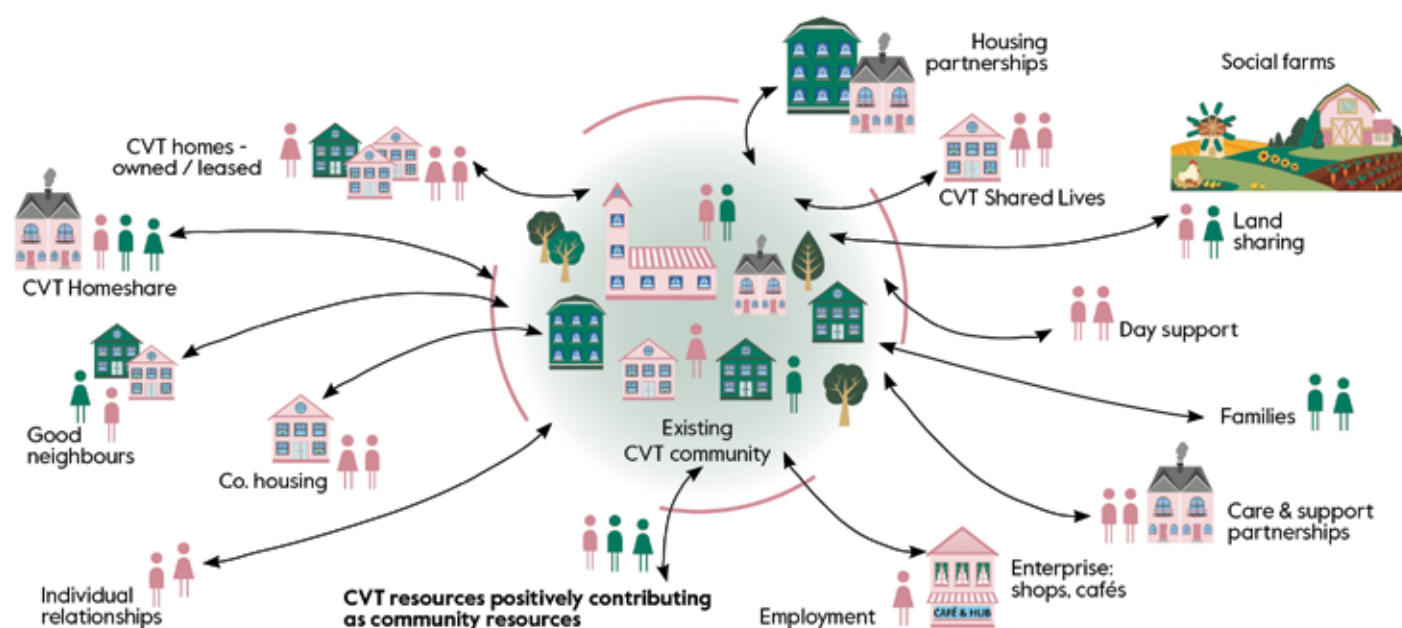 Housing
partnerships
Social farms
CVT homes -
owned / leased
CVT Shared Lives
Land
sharing
CVT Homeshare
Day support
Good
neighbours
Co. housing
Existing
CVT community
Families
Care & support
partnerships
Individual
relationships
CVT resources positively contributing
as community resources
Employment
Enterprise:
shops, cafés
CAFÉ & HUB